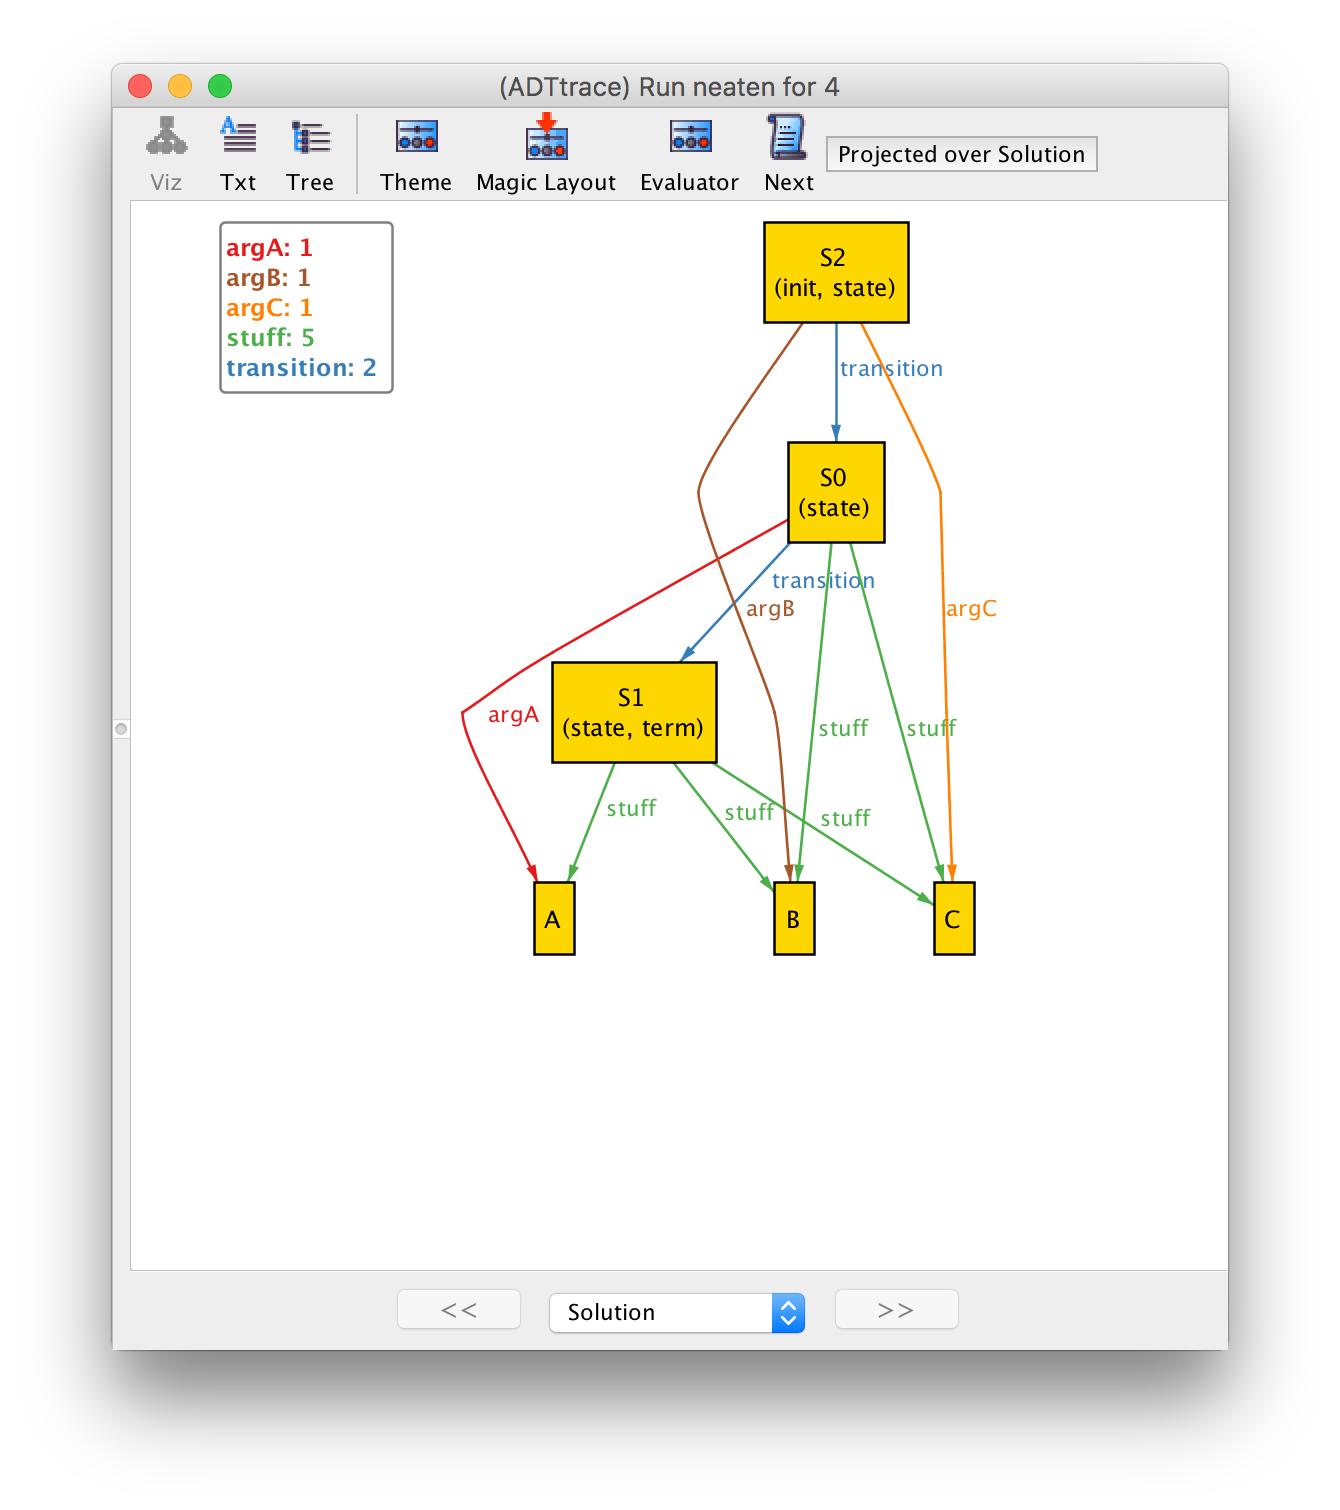 (ADTtrace) Run neaten for 4
Viz
Txt
Tree
Theme
Magic Layout
Evaluator
Next
Projected over Solution
argA: 1
argB: 1
argC: 1
stuff: 5
transition: 2
S2
(init, state)
transition
S0
(state)
transition
argB
argC
S1
(state, term)
argA
stuff
stuff
stuff
stuff
stuff
A
B
C
<<
Solution
>>